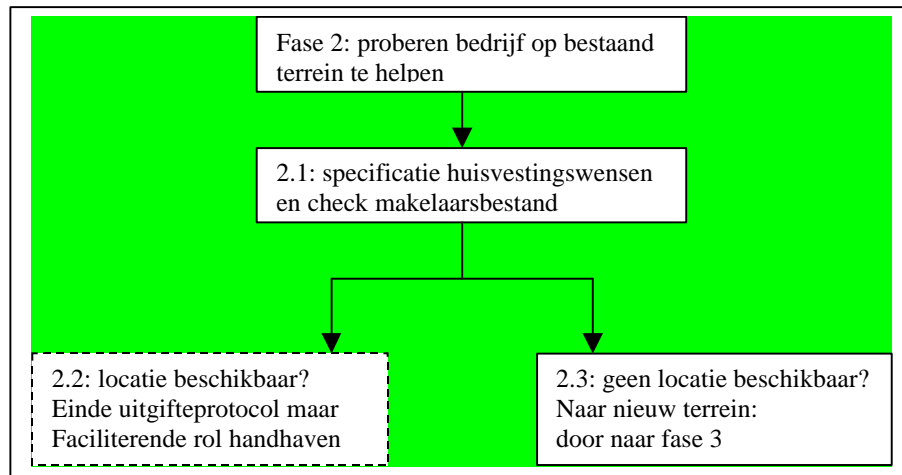 Fase 2: proberen bedrijf op bestaand
terrein te helpen
2.1: specificatie huisvestingswensen
en check makelaarsbestand
2.2: locatie beschikbaar?
Einde uitgifteprotocol maar
Faciliterende rol handhaven
2.3: geen locatie beschikbaar?
Naar nieuw terrein:
door naar fase 3